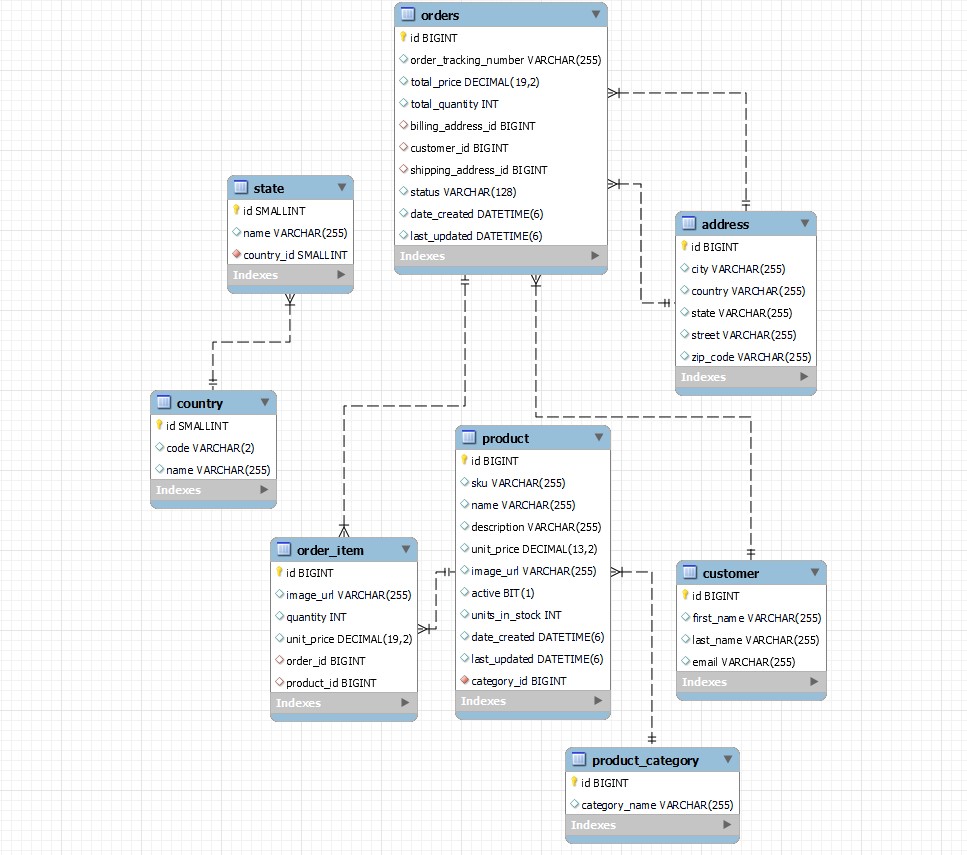 orders
id BIGINT
order_tracking_number VARCHAR(255)
total_price DECIMAL(19,2)
total_quantity INT
billing_address_id BIGINT
customer_id BIGINT
shipping_address_id BIGINT
status VARCHAR(128)
date_created DATETIME(6)
last_updated DATETIME(6)
Indexes
state
id SMALLINT
name VARCHAR(255)
country_id SMALLINT
Indexes
address
id BIGINT
city VARCHAR(255)
country VARCHAR(255)
state VARCHAR(255)
street VARCHAR(255)
zip_code VARCHAR(255)
Indexes
country
id SMALLINT
code VARCHAR(2)
name VARCHAR(255)
Indexes
product
id BIGINT
sku VARCHAR(255)
name VARCHAR(255)
description VARCHAR(255)
unit_price DECIMAL(13,2)
image_url VARCHAR(255)
active BIT(1)
units_in_stock INT
date_created DATETIME(6)
last_updated DATETIME(6)
category_id BIGINT
Indexes
order_item
id BIGINT
image_url VARCHAR(255)
quantity INT
unit_price DECIMAL(19,2)
order_id BIGINT
product_id BIGINT
Indexes
customer
id BIGINT
first_name VARCHAR(255)
last_name VARCHAR(255)
email VARCHAR(255)
Indexes
product_category
id BIGINT
category_name VARCHAR(255)
Indexes